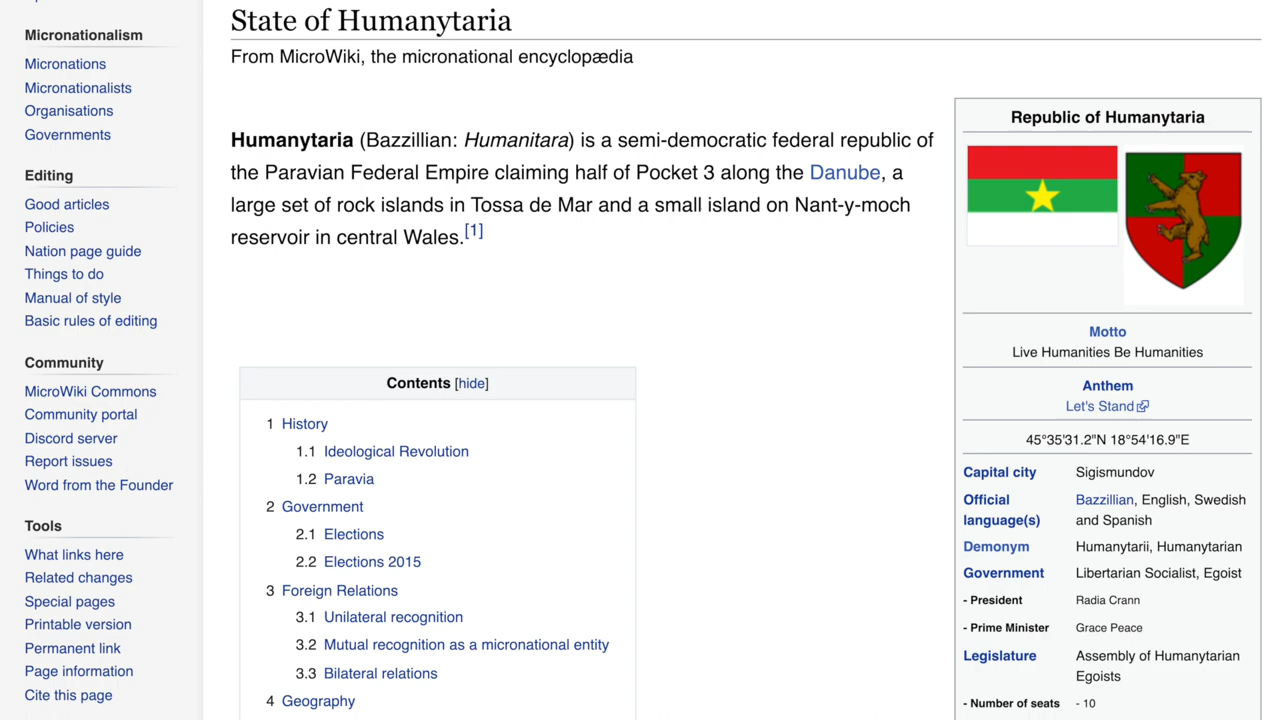 Micronationalism
Micronations
Micronationalists
Organisations
Governments
Editing
Good articles
Policies
Nation page guide
Things to do
Manual of style
Basic rules of editing
Community
MicroWiki Commons
Community portal
Discord server
Report issues
Word from the Founder
Tools
What links here
Related changes
Special pages
Printable version
Permanent link
Page information
Cite this page
State of Humanytaria
From MicroWiki, the micronational encyclopædia
Humanytaria (Bazzillian: Humanitara) is a semi-democratic federal republic of
the Paravian Federal Empire claiming half of Pocket 3 along the Danube, a
large set of rock islands in Tossa de Mar and a small island on Nant-y-moch
reservoir in central Wales.[1]
Contents [hide]
1 History
1.1 Ideological Revolution
1.2 Paravia
2 Government
2.1 Elections
2.2 Elections 2015
3 Foreign Relations
3.1 Unilateral recognition
3.2 Mutual recognition as a micronational entity
3.3 Bilateral relations
4 Geography
Republic of Humanytaria
Motto
Live Humanities Be Humanities
Anthem
Let's Stand
45°35'31.2"N 18°54'16.9"E
Capital city Sigismundov
Official language(s) Bazzillian, English, Swedish
and Spanish
Demonym Humanytarii, Humanytarian
Government Libertarian Socialist, Egoist
- President Radia Crann
- Prime Minister Grace Peace
Legislature Assembly of Humanytarian
Egoists
- Number of seats - 10